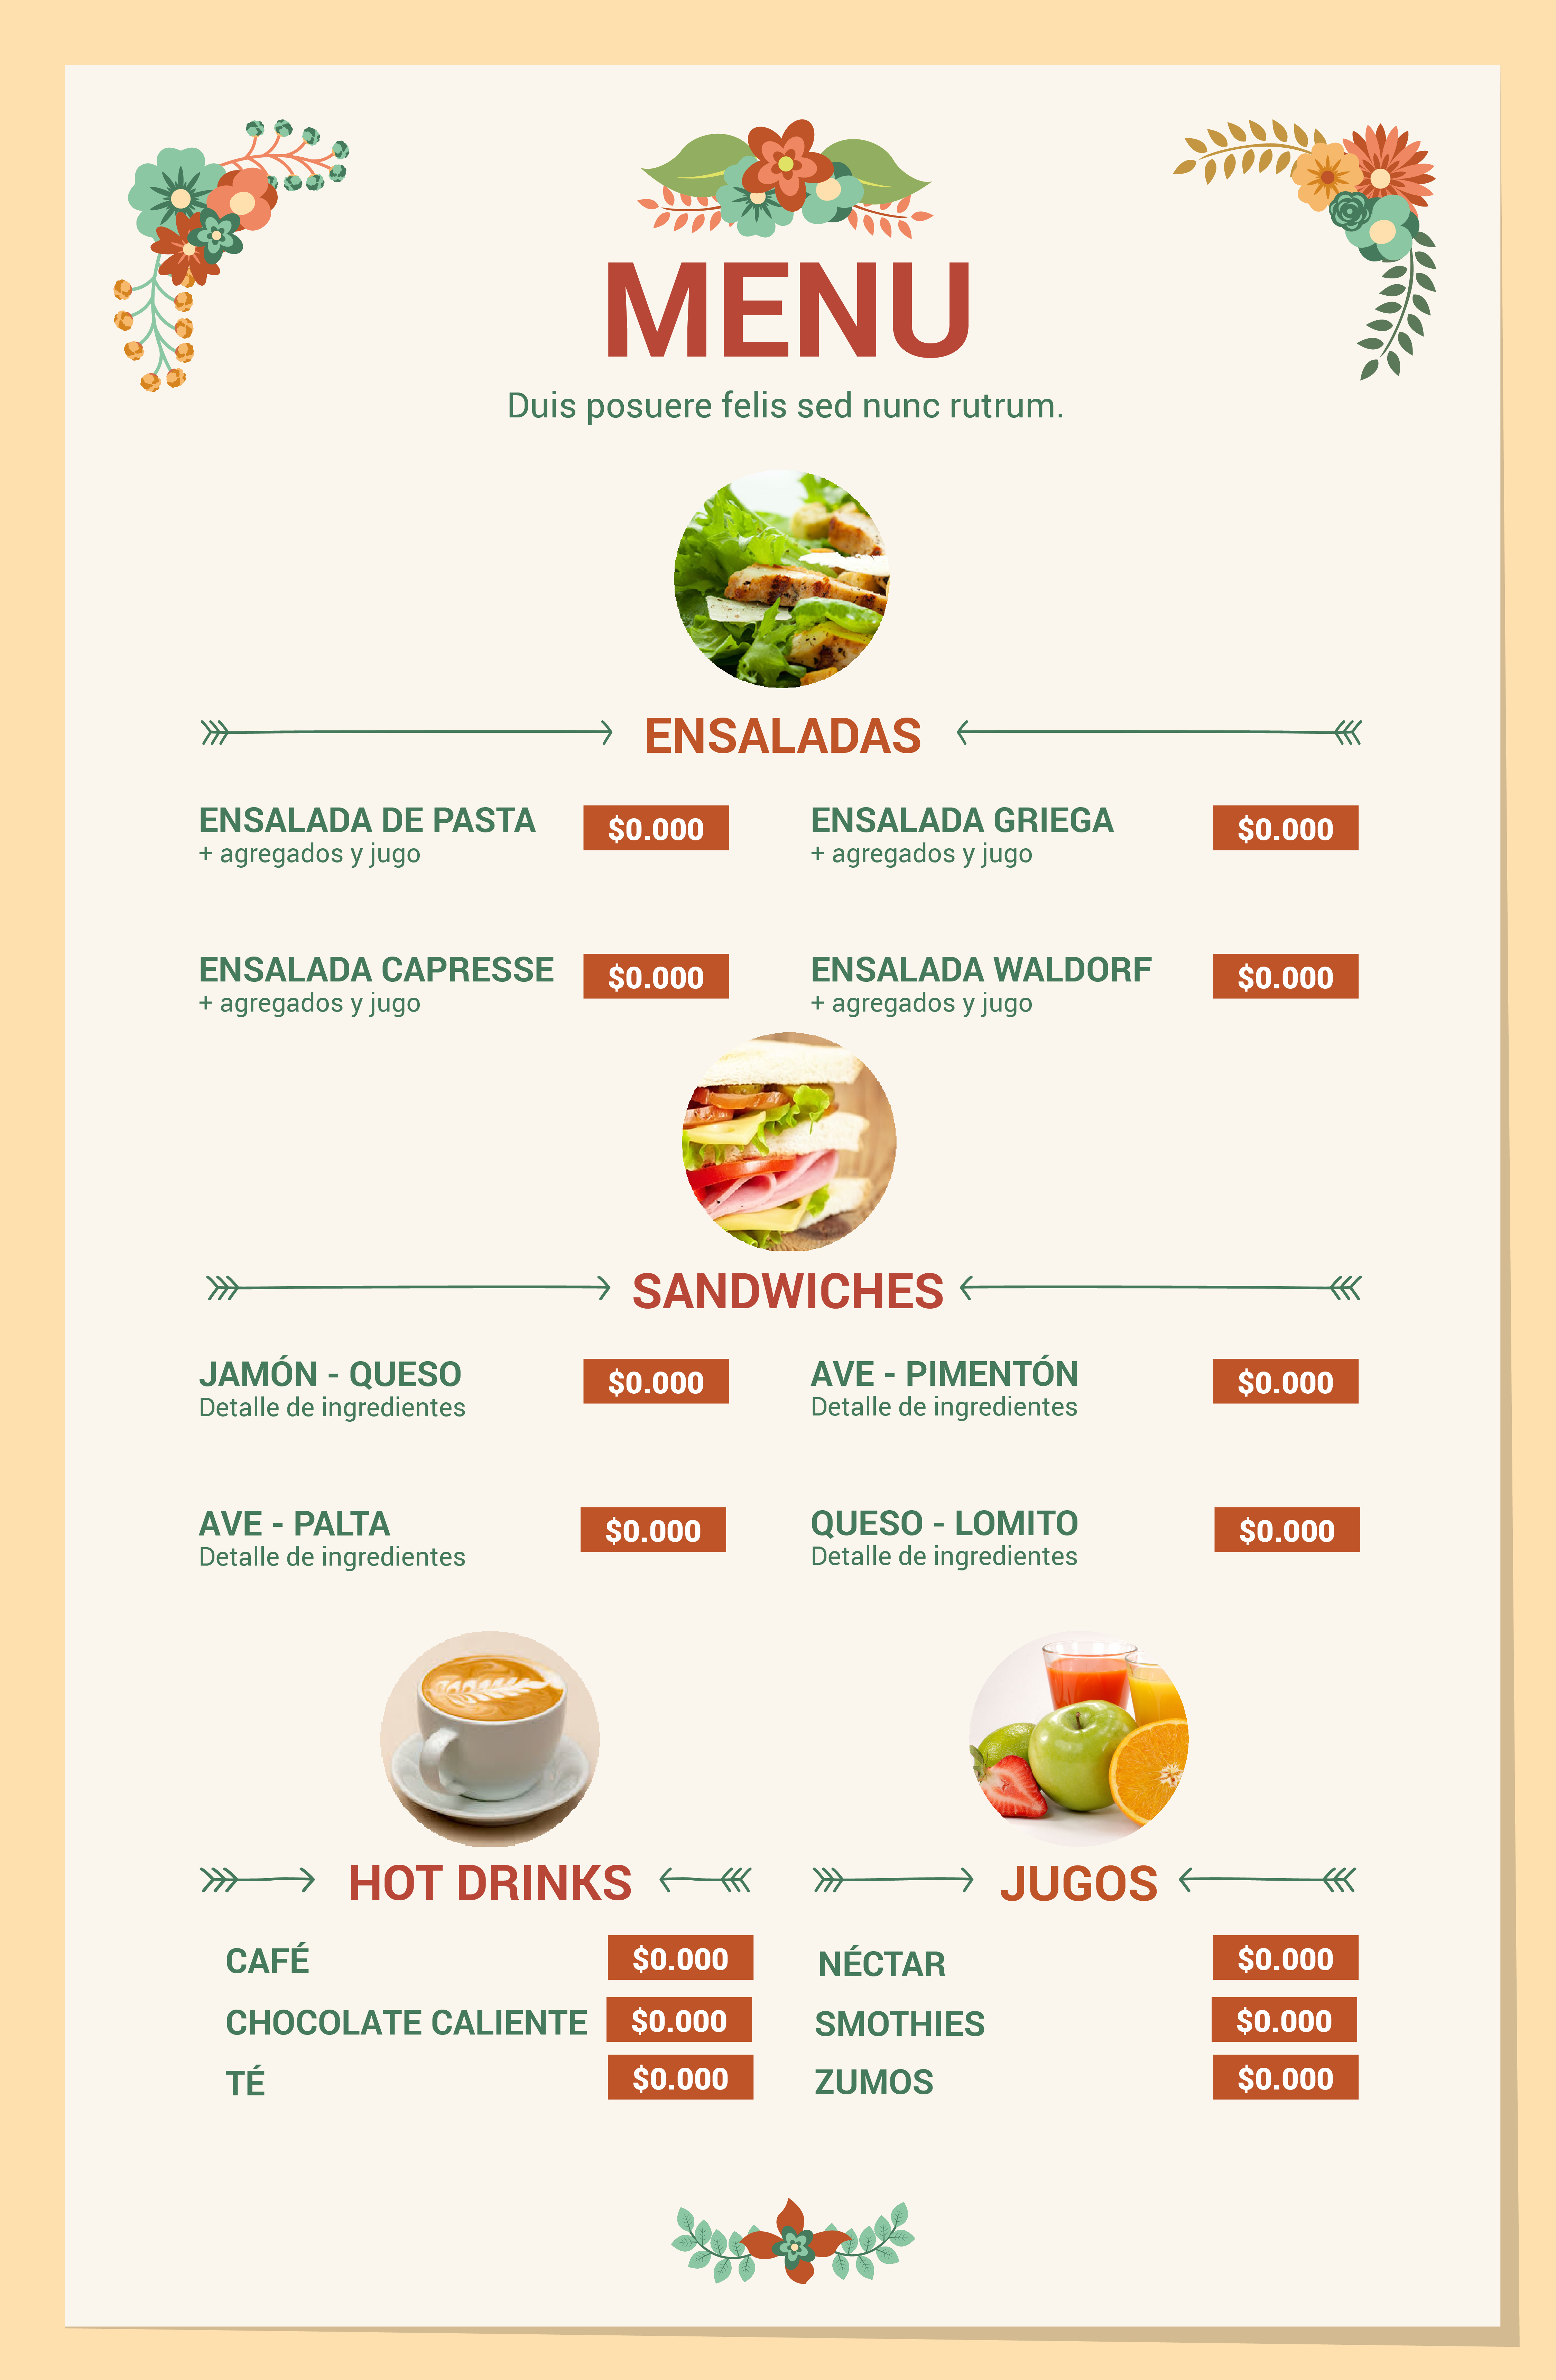 MENU
Duis posuere felis sed nunc rutrum.
ENSALADAS
ENSALADA DE PASTA $0.000
+ agregados y jugo
ENSALADA GRIEGA $0.000
+ agregados y jugo
ENSALADA CAPRESSE $0.000
+ agregados y jugo
ENSALADA WALDORF $0.000
+ agregados y jugo
SANDWICHES
JAMÓN - QUESO $0.000
Detalle de ingredientes
AVE - PIMENTÓN $0.000
Detalle de ingredientes
AVE - PALTA $0.000
Detalle de ingredientes
QUESO - LOMITO $0.000
Detalle de ingredientes
HOT DRINKS
CAFÉ $0.000
CHOCOLATE CALIENTE $0.000
TÉ $0.000
JUGOS
NÉCTAR $0.000
SMOTHIES $0.000
ZUMOS $0.000